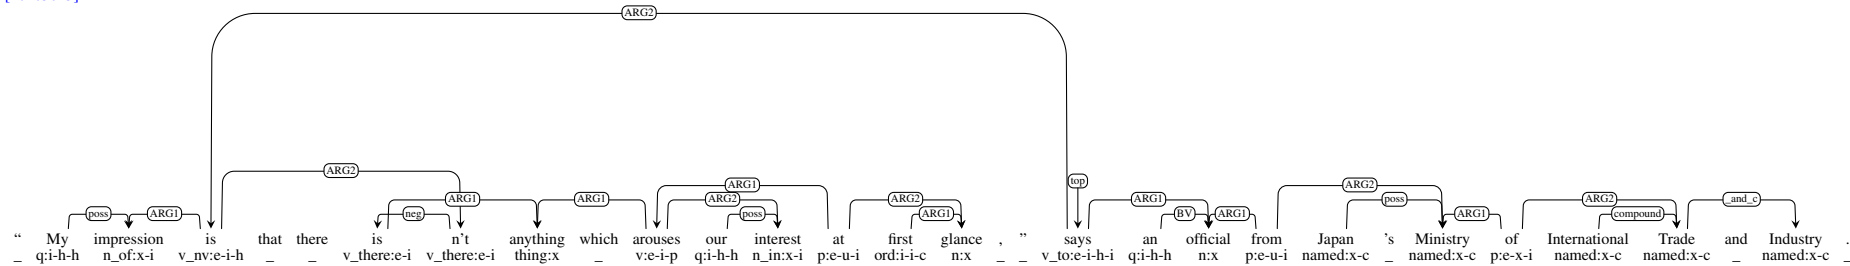 ARG2
ARG2
top
ARG1 ARG1 ARG1 ARG2 ARG2 ARG1 ARG2 poss ARG2 _and_c
poss ARG1 neg poss ARG1 BV ARG1 ARG1 compound
“ My impression is that there is n't anything which arouses our interest at first glance , ” says an official from Japan 's Ministry of International Trade and Industry .
_ q:i-h-h n_of:x-i v_nv:e-i-h _ _ v_there:e-i v_there:e-i thing:x _ v:e-i-p q:i-h-h n_in:x-i p:e-u-i ord:i-i-c n:x _ _ v_to:e-i-h-i q:i-h-h n:x p:e-u-i named:x-c _ named:x-c p:e-x-i named:x-c named:x-c _ named:x-c _